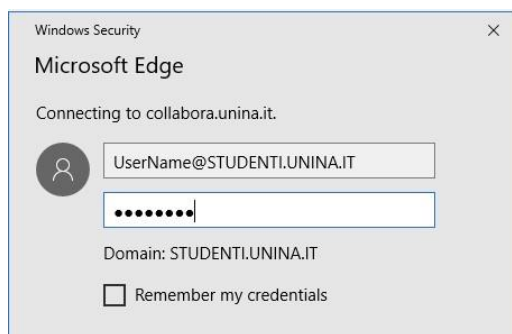 Windows Security
Microsoft Edge
Connecting to collabora.unina.it.
UserName@STUDENTI.UNINA.IT
••••••••
Domain: STUDENTI.UNINA.IT
Remember my credentials